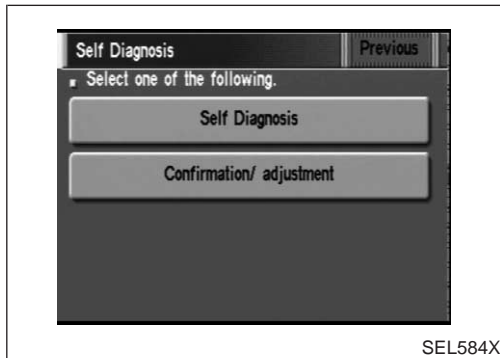 Self Diagnosis
Previous
Select one of the following.
Self Diagnosis
Confirmation/ adjustment
SEL584X